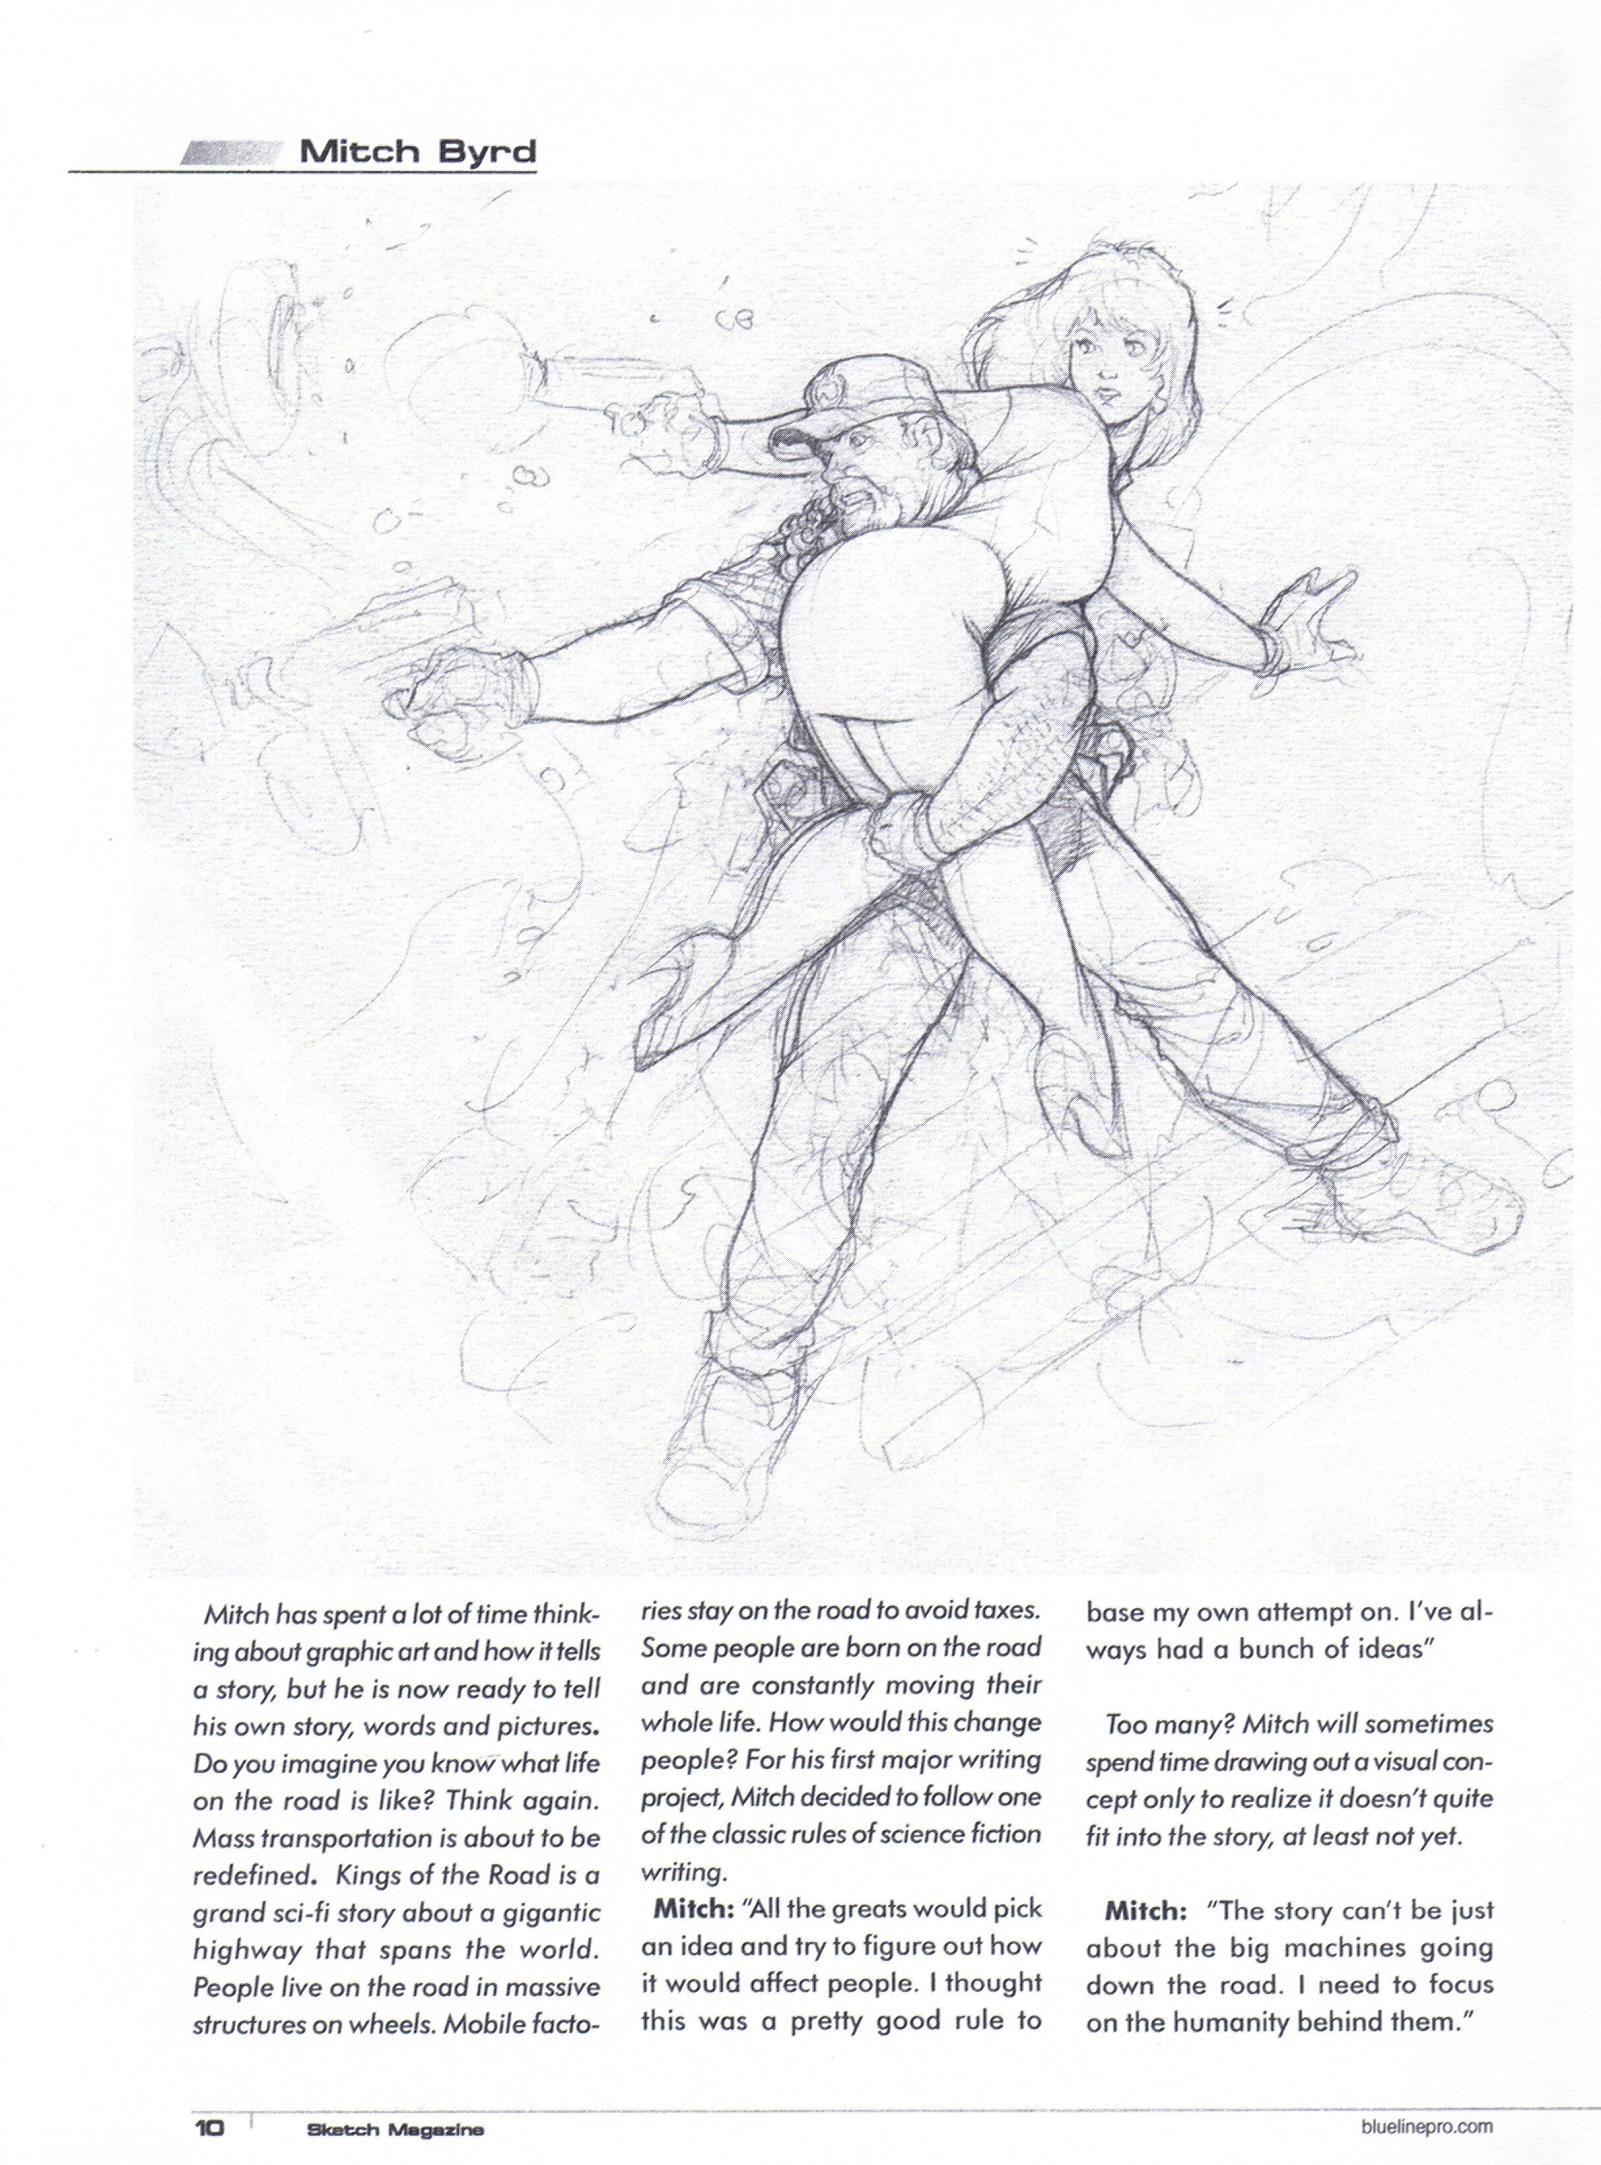 Mitch Byrd
Mitch has spent a lot of time think-
ing about graphic art and how it tells
a story, but he is now ready to tell
his own story, words and pictures.
Do you imagine you know what life
on the road is like? Think again.
Mass transportation is about to be
redefined.  Kings of the Road is a
grand sci-fi story about a gigantic
highway that spans the world.
People live on the road in massive
structures on wheels. Mobile facto-
ries stay on the road to avoid taxes.
Some people are born on the road
and are constantly moving their
whole life. How would this change
people? For his first major writing
project, Mitch decided to follow one
of the classic rules of science fiction
writing.
Mitch: “All the greats would pick
an idea and try to figure out how
it would affect people. I thought
this was a pretty good rule to
base my own attempt on. I’ve al-
ways had a bunch of ideas”
Too many? Mitch will sometimes
spend time drawing out a visual con-
cept only to realize it doesn’t quite
fit into the story, at least not yet.
Mitch:  “The story can’t be just
about the big machines going
down the road. I need to focus
on the humanity behind them.”
10 Sketch Magazine
bluelinepro.com